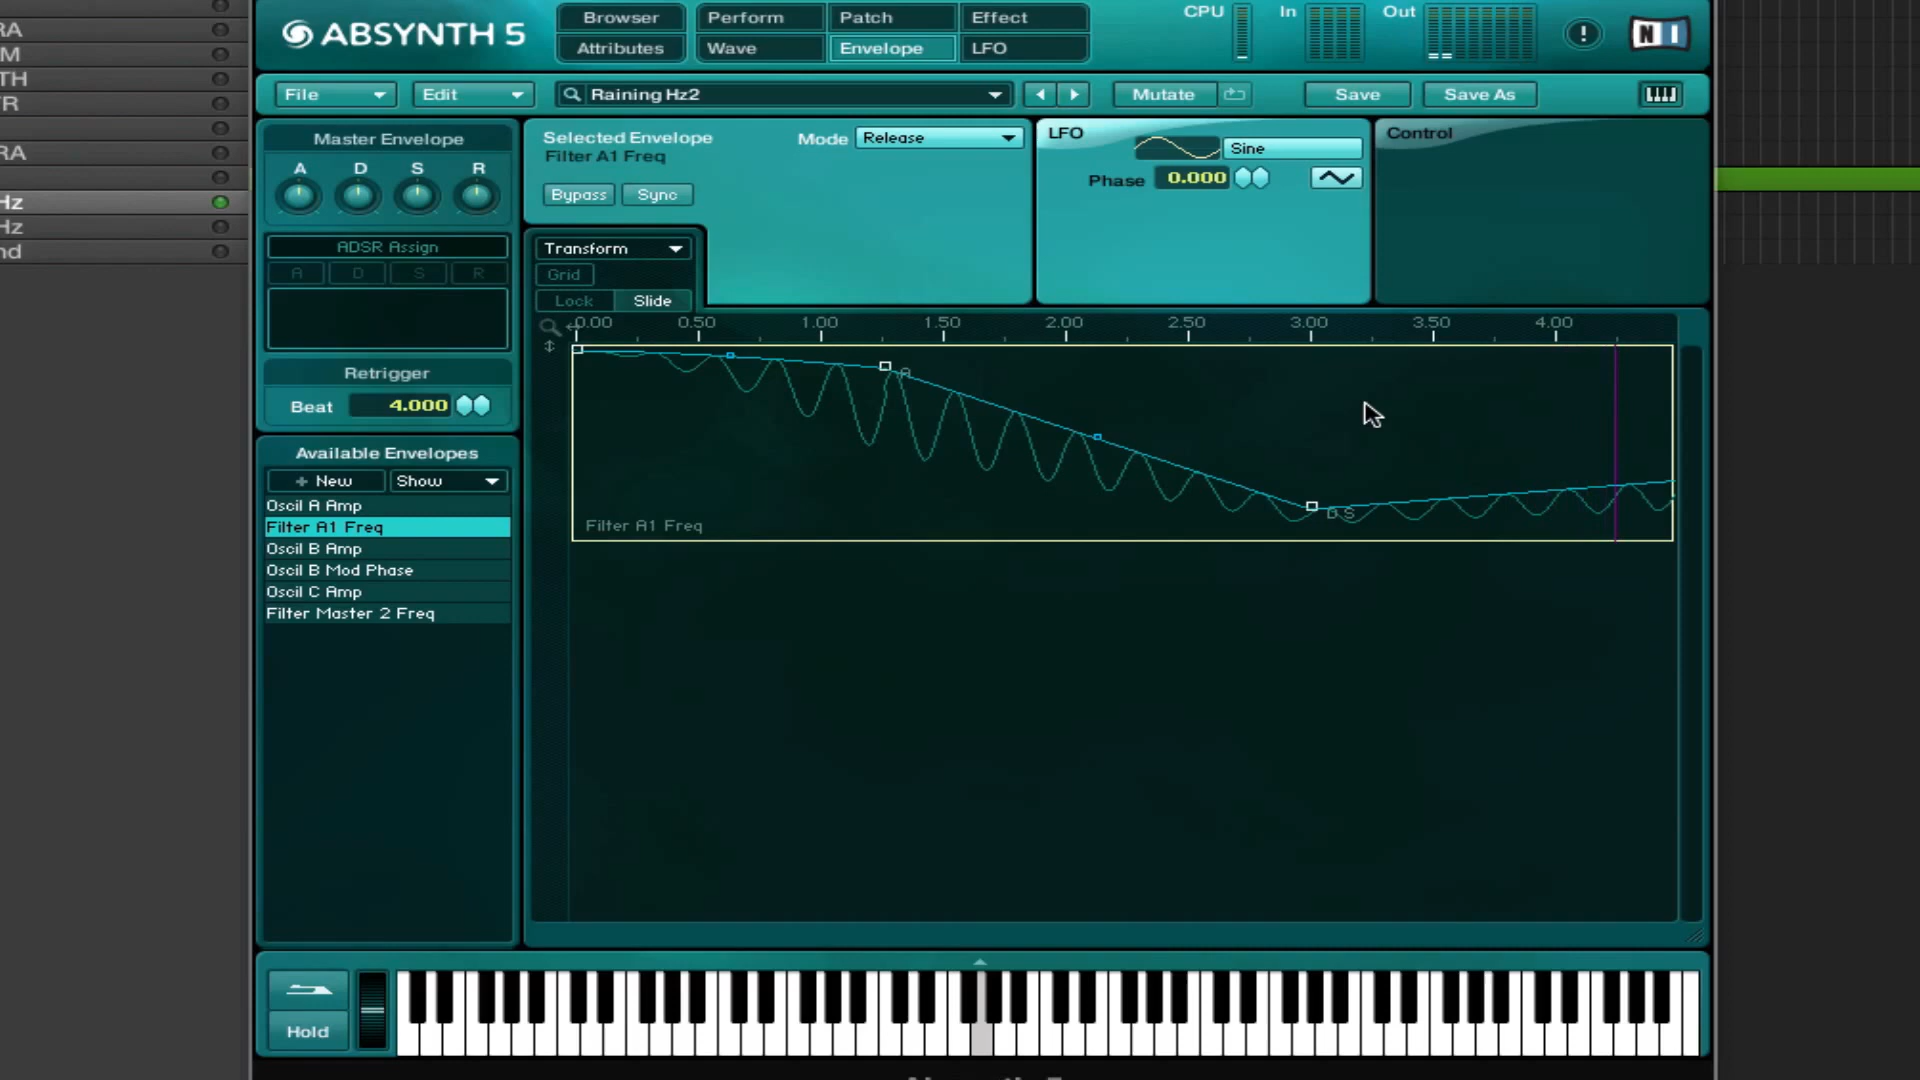 RA
M
TH
R
RA
Hz
Hz
nd
ABSYNTH 5
Browser
Perform
Patch
Effect
Attributes
Wave
Envelope
LFO
CPU
In
Out
!
NI
File
Edit
Raining Hz2
Mutate
Save
Save As
Master Envelope
A D S R
ADSR Assign
A D S R
Retrigger
Beat 4.000
Available Envelopes
+ New
Show
Oscil A Amp
Filter A1 Freq
Oscil B Amp
Oscil B Mod Phase
Oscil C Amp
Filter Master 2 Freq
Selected Envelope
Filter A1 Freq
Mode Release
Bypass
Sync
LFO
Sine
Phase 0.000
Control
Transform
Grid
Lock
Slide
0.00 0.50 1.00 1.50 2.00 2.50 3.00 3.50 4.00
A
D S
Filter A1 Freq
Hold